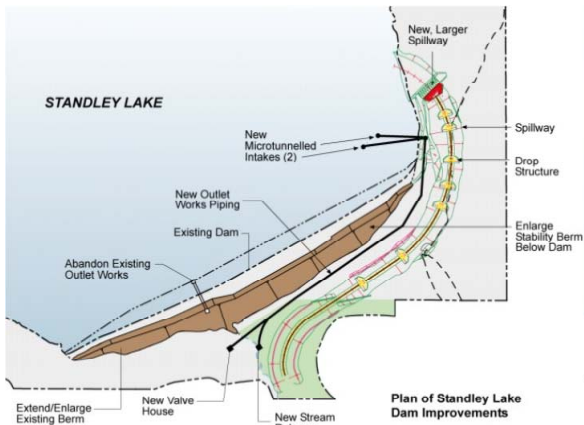 New, Larger
Spillway
STANDLEY LAKE
New
Microtunnelled
Intakes (2)
Spillway
Drop
Structure
New Outlet
Works Piping
Existing Dam
Enlarge
Stability Berm
Below Dam
Abandon Existing
Outlet Works
New Valve
House
Plan of Standley Lake
Dam Improvements
Extend/Enlarge
Existing Berm
New Stream